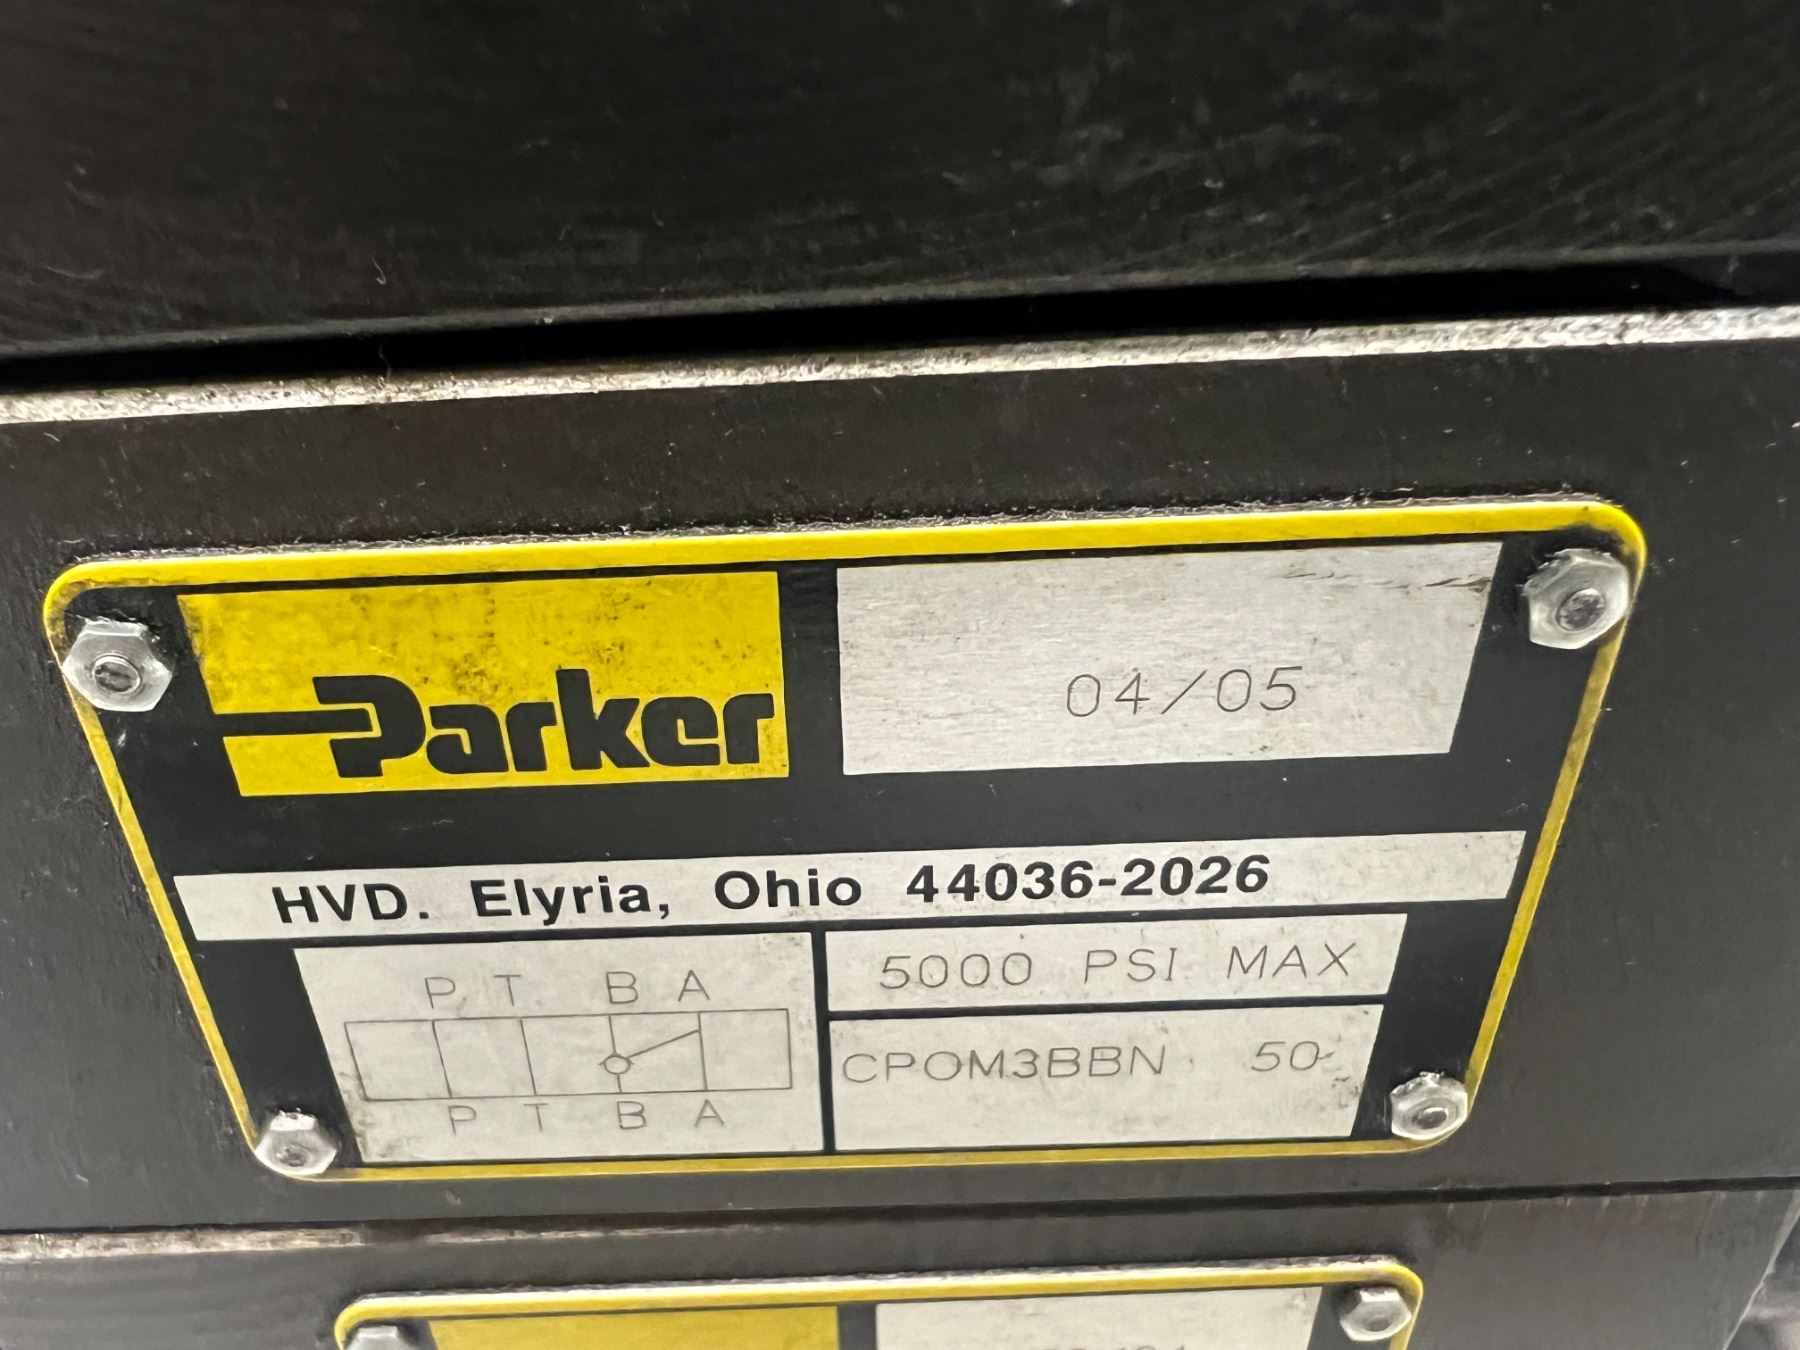 Parker
04/05
HVD. Elyria, Ohio 44036-2026
P T B A
P T B A
5000 PSI MAX
CPOM3BBN 50